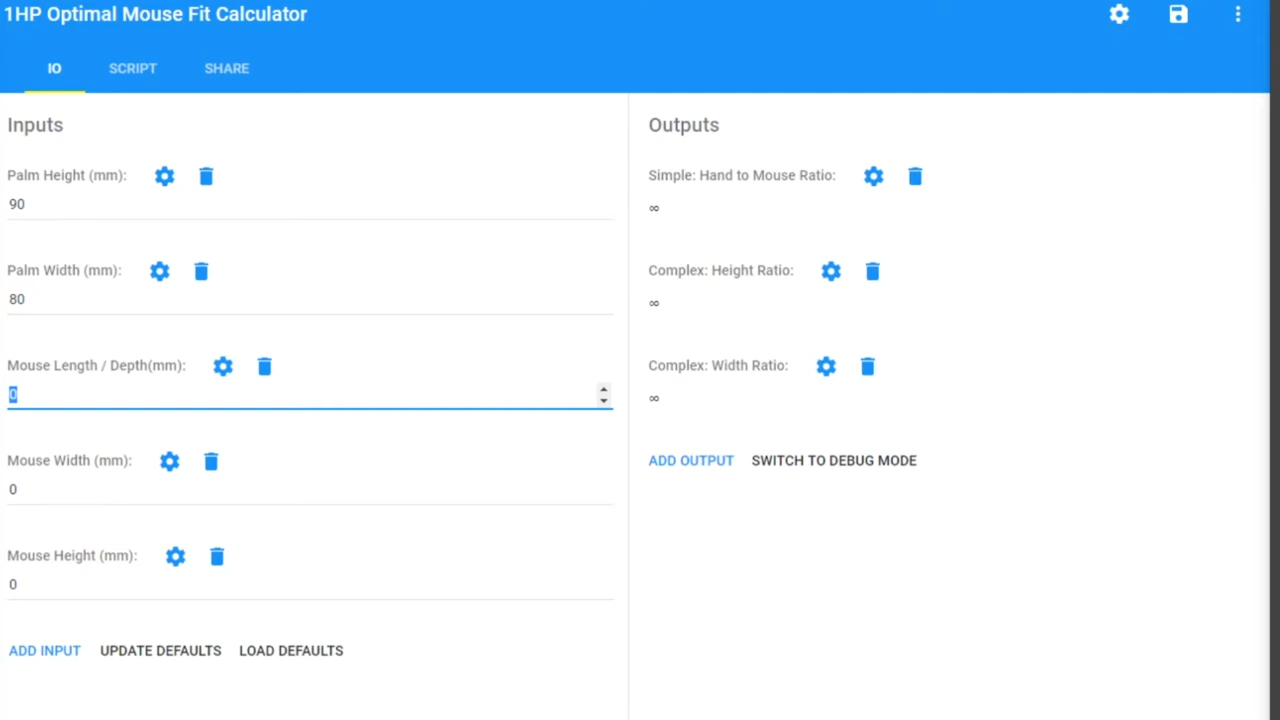 1HP Optimal Mouse Fit Calculator
IO SCRIPT SHARE
Inputs
Palm Height (mm):
90
Palm Width (mm):
80
Mouse Length / Depth(mm):
0
Mouse Width (mm):
0
Mouse Height (mm):
0
ADD INPUT UPDATE DEFAULTS LOAD DEFAULTS
Outputs
Simple: Hand to Mouse Ratio:
∞
Complex: Height Ratio:
∞
Complex: Width Ratio:
∞
ADD OUTPUT SWITCH TO DEBUG MODE